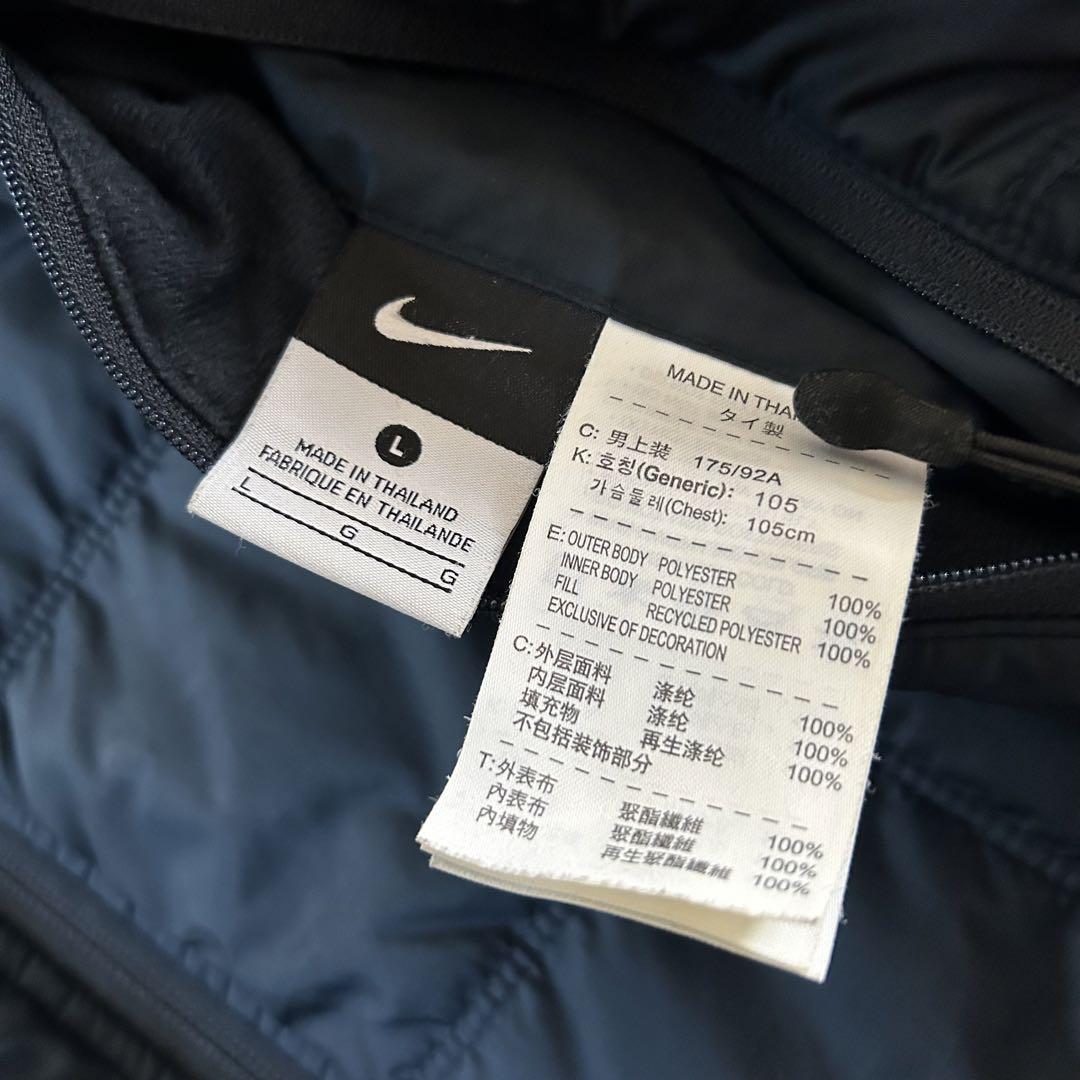 L
MADE IN THAILAND
FABRIQUE EN THAILANDE
L
G
G
MADE IN
タイ製
C: 男上装 175/92A
K: 호칭(Generic): 105
가슴둘레(Chest): 105cm
E: OUTER BODY POLYESTER 100%
INNER BODY POLYESTER 100%
FILL RECYCLED POLYESTER 100%
EXCLUSIVE OF DECORATION
C: 外层面料 涤纶 100%
内层面料 涤纶 100%
填充物 再生涤纶 100%
不包括装饰部分
T: 外表布 聚酯纖維 100%
內表布 聚酯纖維 100%
內填物 再生聚酯纖維 100%